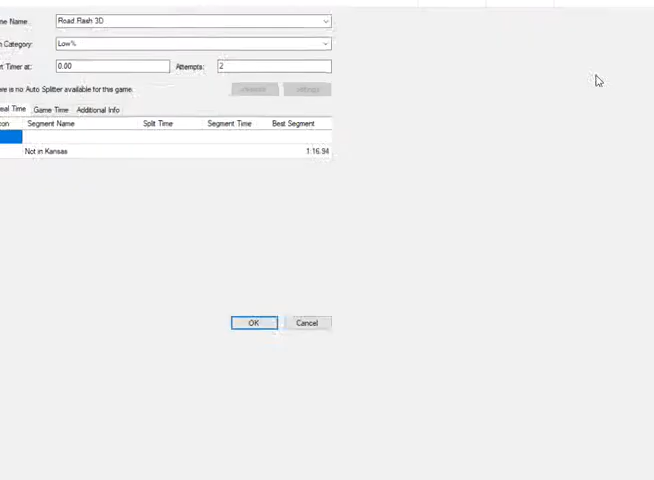 me Name: Road Rash 3D
n Category: Low%
t Timer at: 0.00 Attempts: 2
ere is no Auto Splitter available for this game.
eal Time Game Time Additional Info
con Segment Name Split Time Segment Time Best Segment
Not in Kansas 1:16.94
OK Cancel